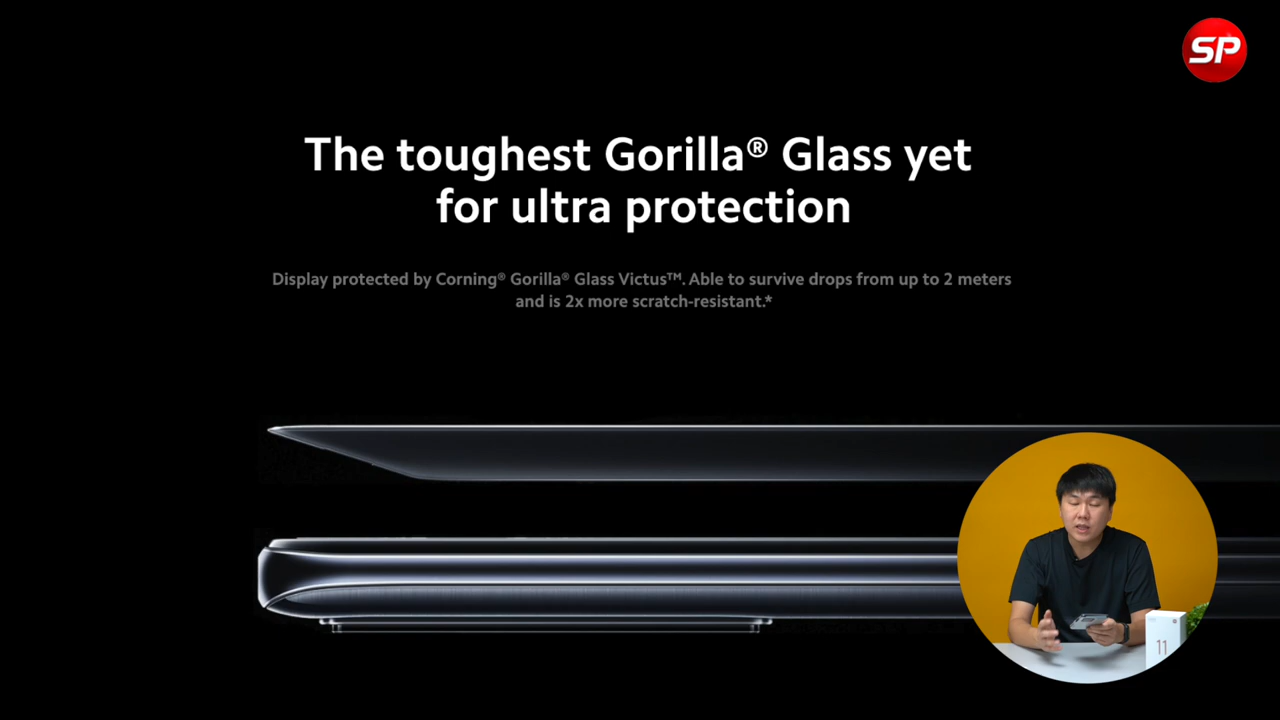 SP
The toughest Gorilla® Glass yet
for ultra protection
Display protected by Corning® Gorilla® Glass Victus™. Able to survive drops from up to 2 meters
and is 2x more scratch-resistant.*
11